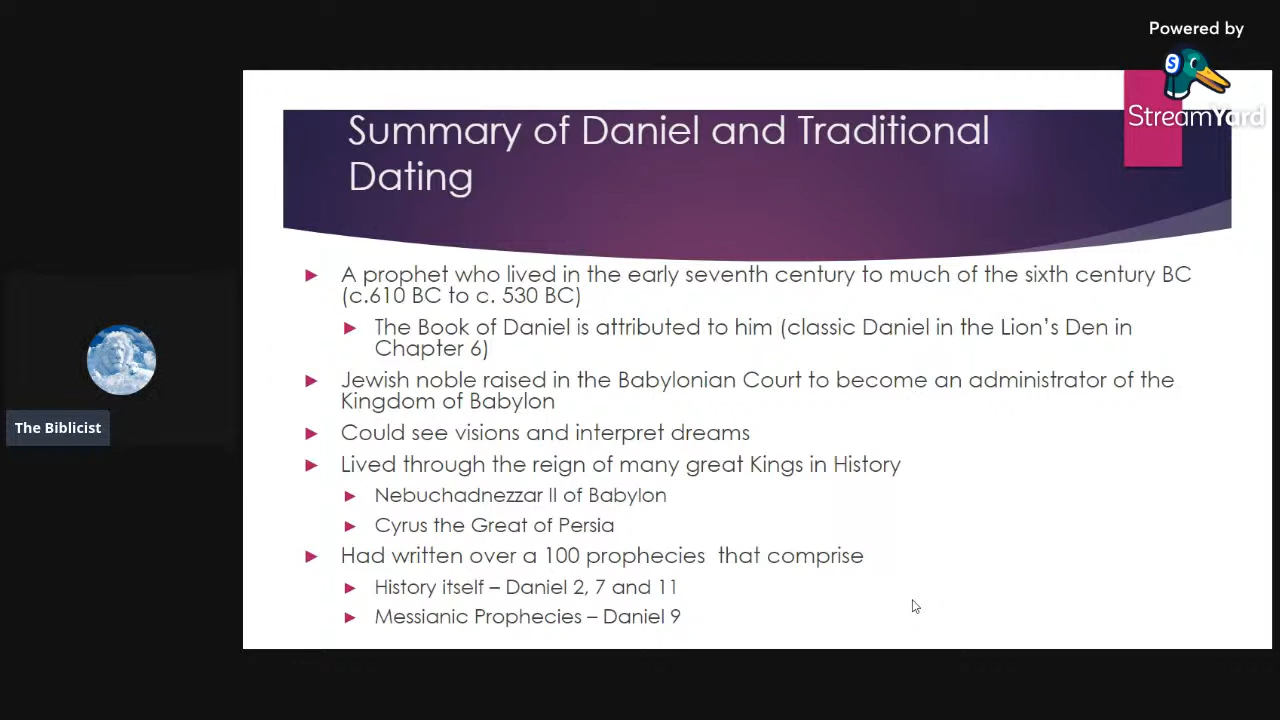 Powered by
StreamYard
Summary of Daniel and Traditional
Dating
► A prophet who lived in the early seventh century to much of the sixth century BC
(c.610 BC to c. 530 BC)
► The Book of Daniel is attributed to him (classic Daniel in the Lion's Den in
Chapter 6)
► Jewish noble raised in the Babylonian Court to become an administrator of the
Kingdom of Babylon
► Could see visions and interpret dreams
► Lived through the reign of many great Kings in History
► Nebuchadnezzar II of Babylon
► Cyrus the Great of Persia
► Had written over a 100 prophecies that comprise
► History itself – Daniel 2, 7 and 11
► Messianic Prophecies – Daniel 9
The Biblicist